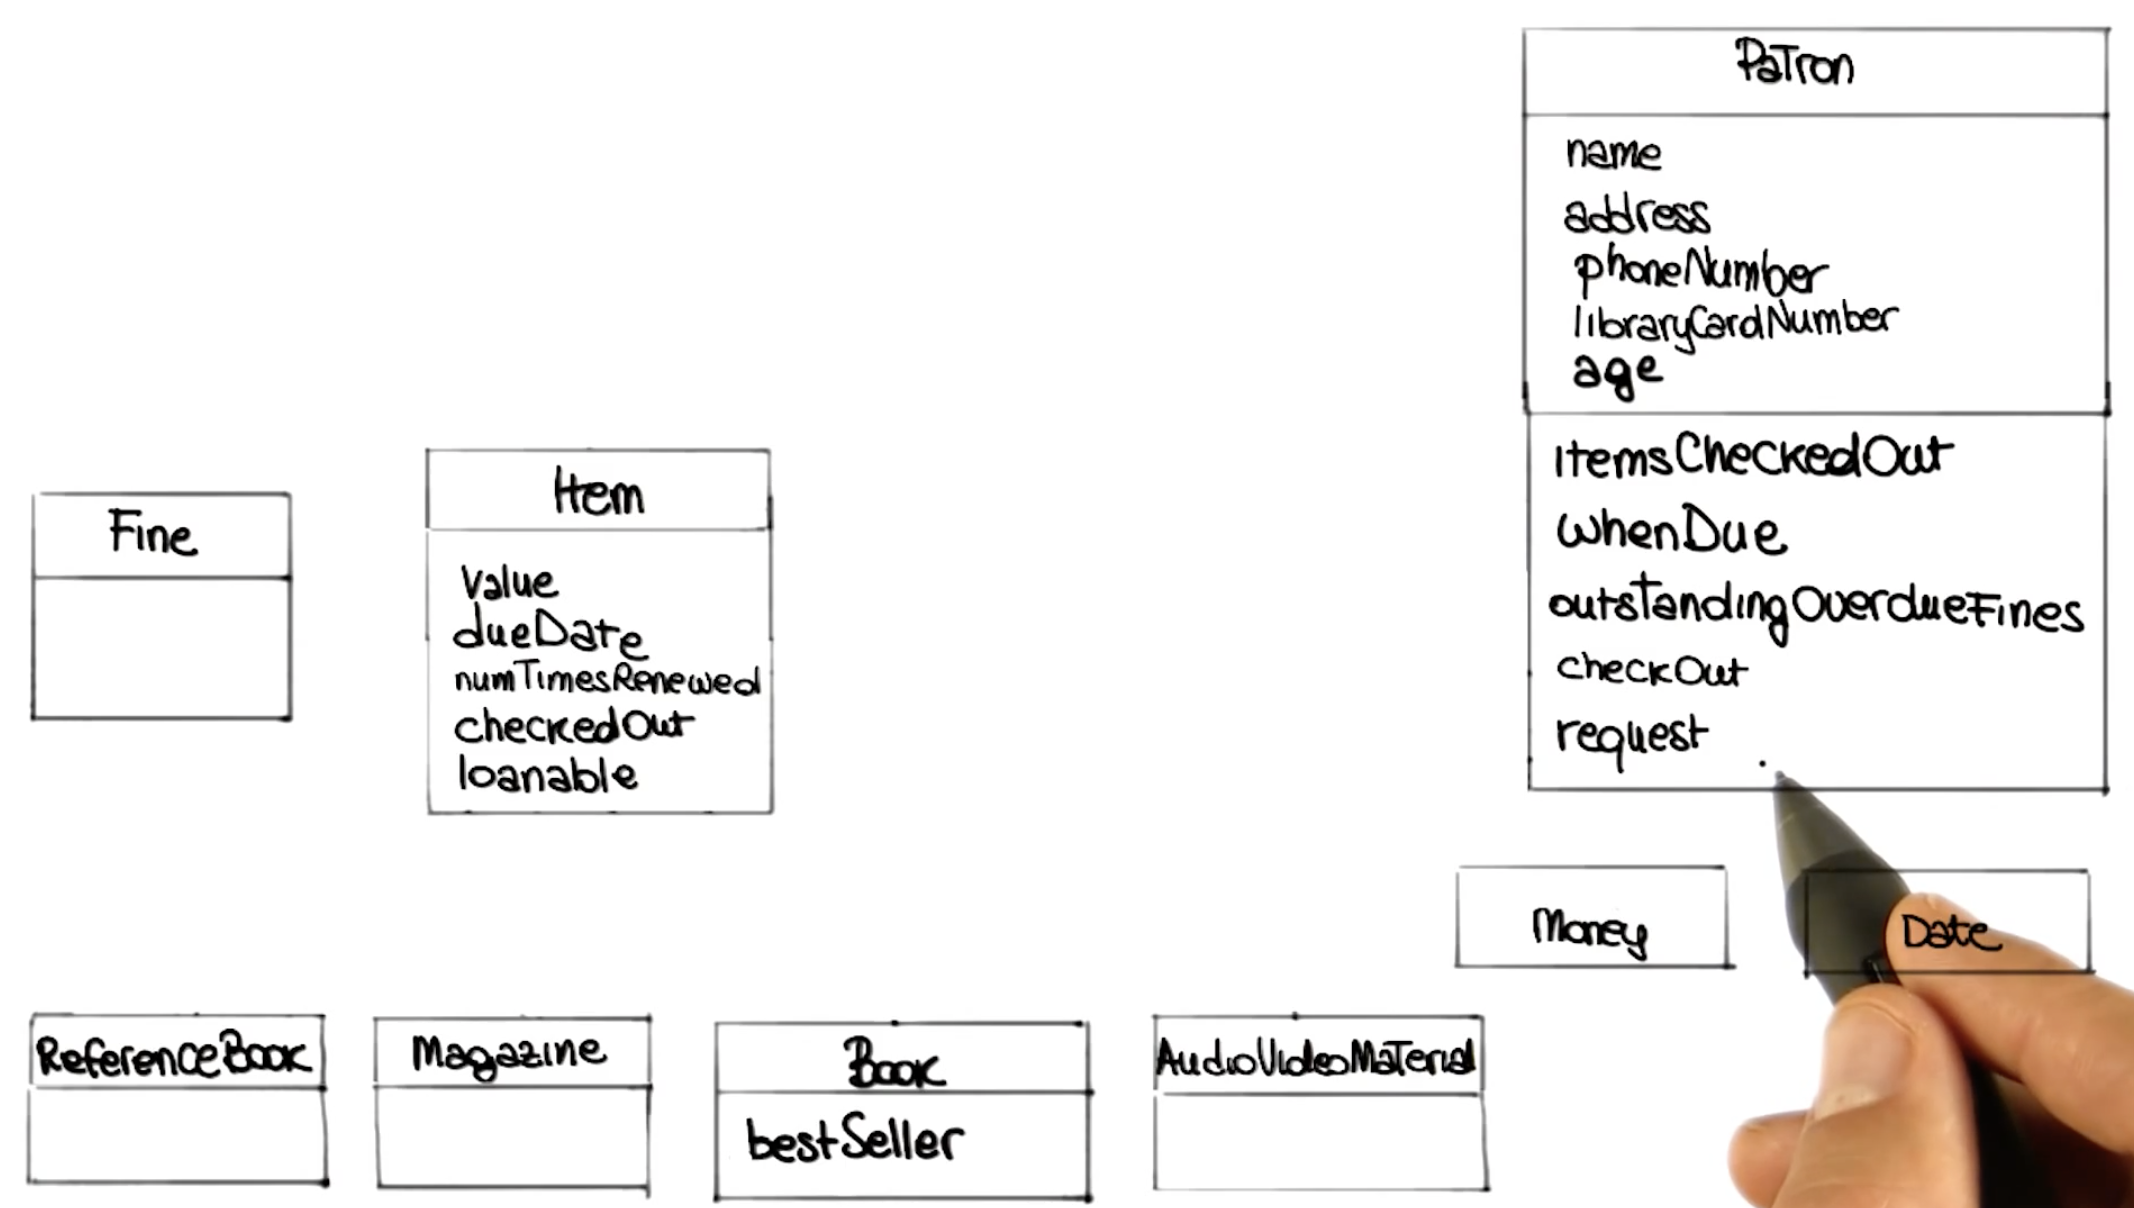 Patron
name
address
phoneNumber
libraryCardNumber
age
itemsCheckedOut
whenDue
outstandingOverdueFines
checkOut
request
Fine
Item
value
dueDate
numTimesRenewed
checkedOut
loanable
Money
Date
ReferenceBook
Magazine
Book
bestSeller
AudioVideoMaterial